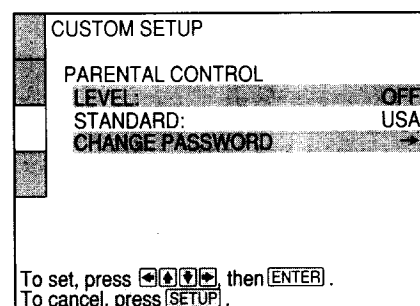 CUSTOM SETUP
PARENTAL CONTROL
LEVEL: OFF
STANDARD: USA
CHANGE PASSWORD →
To set, press ←↑↓→, then ENTER.
To cancel, press SETUP.